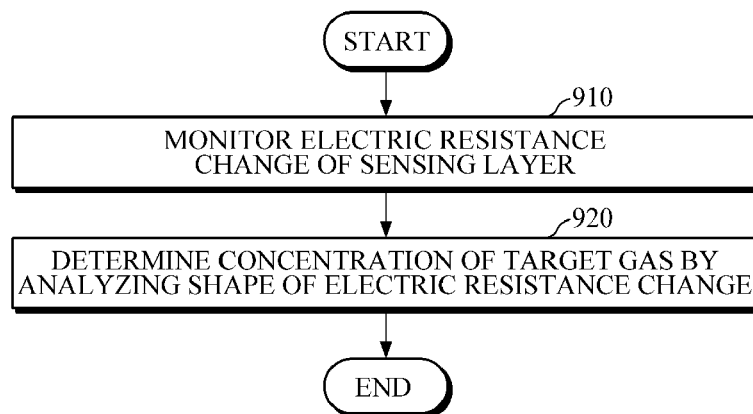 START
910
MONITOR ELECTRIC RESISTANCE
CHANGE OF SENSING LAYER
920
DETERMINE CONCENTRATION OF TARGET GAS BY
ANALYZING SHAPE OF ELECTRIC RESISTANCE CHANGE
END